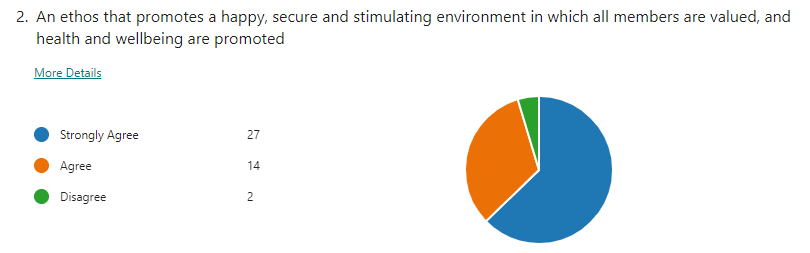 2. An ethos that promotes a happy, secure and stimulating environment in which all members are valued, and
health and wellbeing are promoted
More Details
Strongly Agree 27
Agree 14
Disagree 2